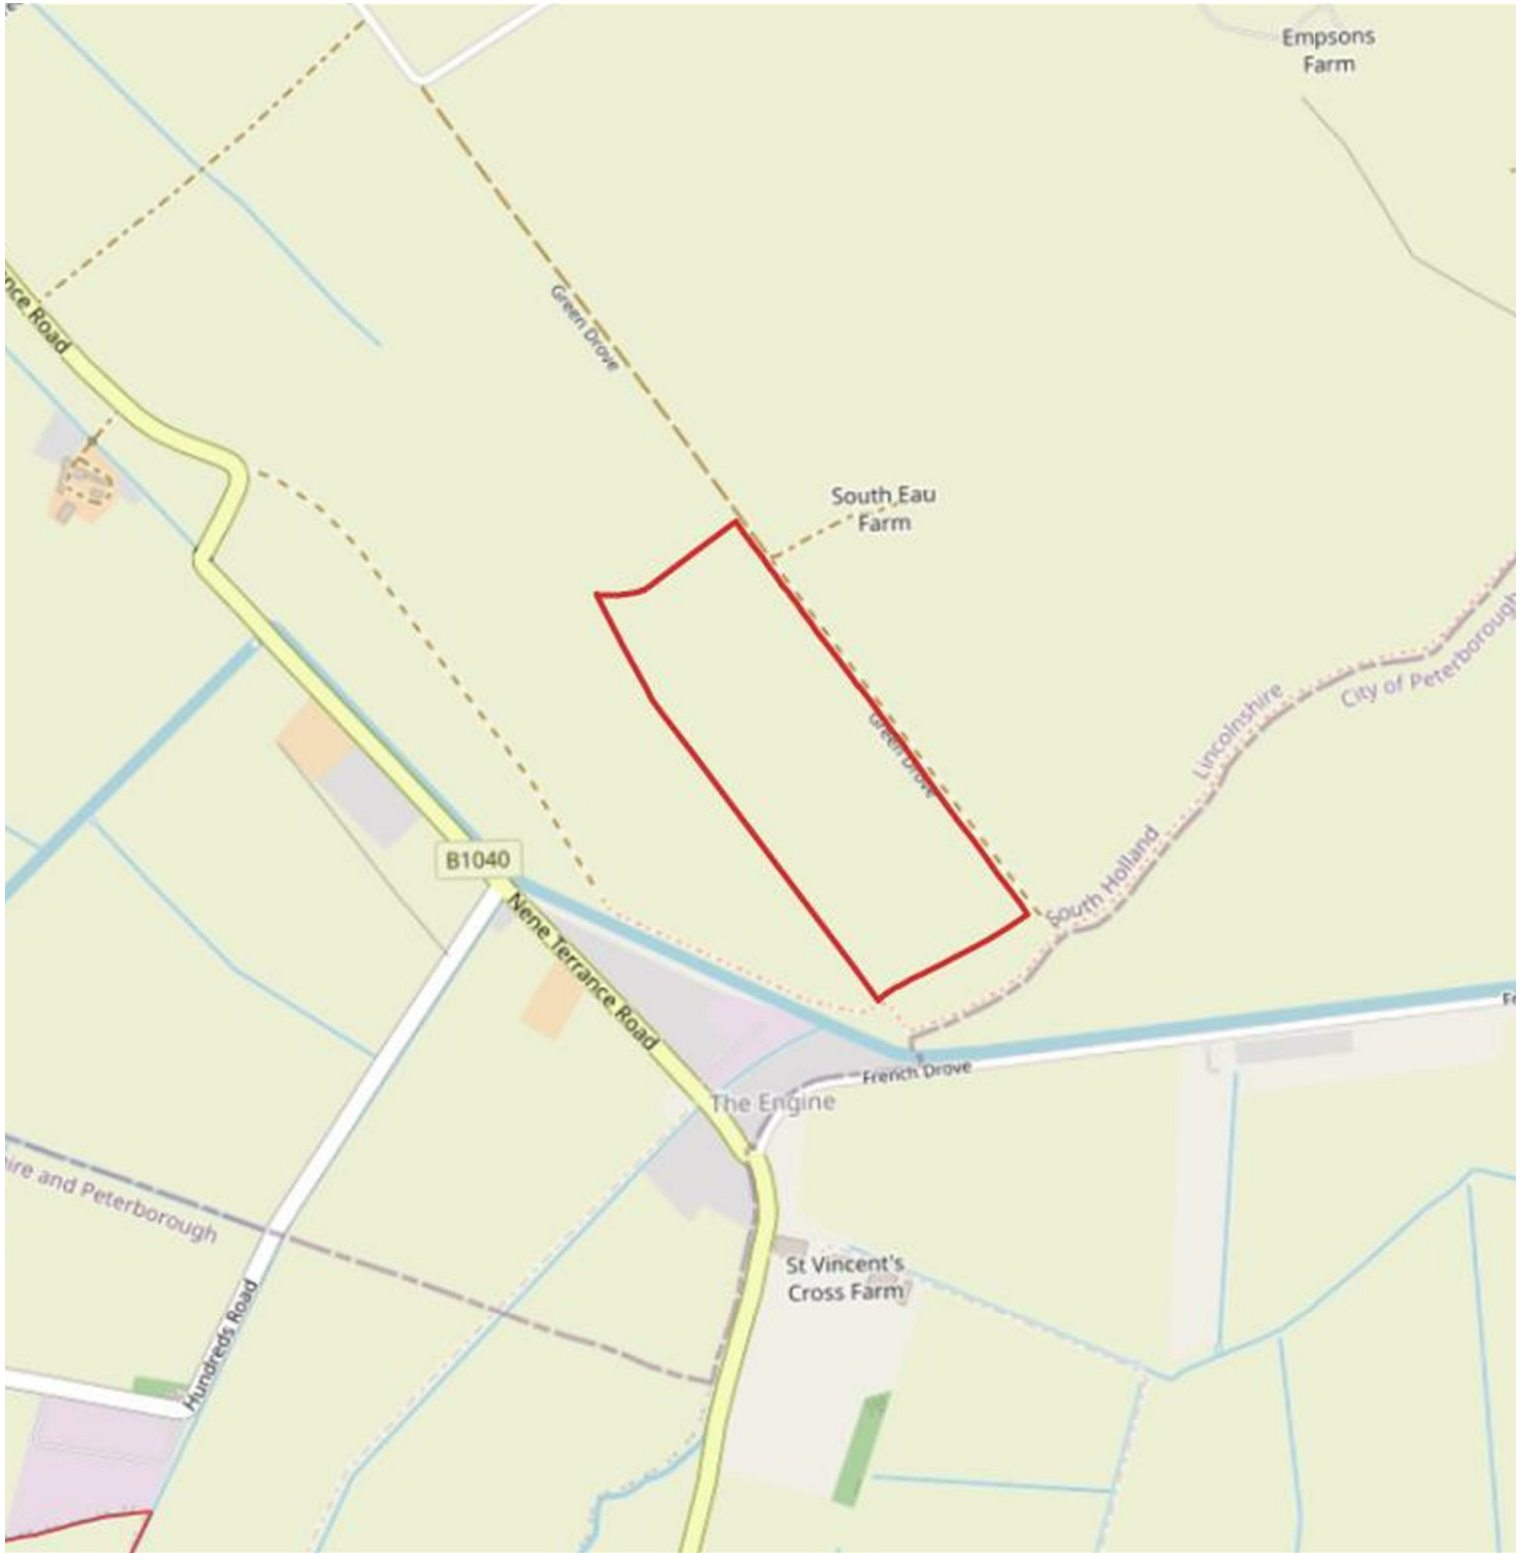 Empsons
Farm
nce Road
Green Drove
South Eau
Farm
Lincolnshire
City of Peterborough
Green Drove
B1040
South Holland
Nene Terrance Road
French Drove
The Engine
ire and Peterborough
Hundreds Road
St Vincent's
Cross Farm